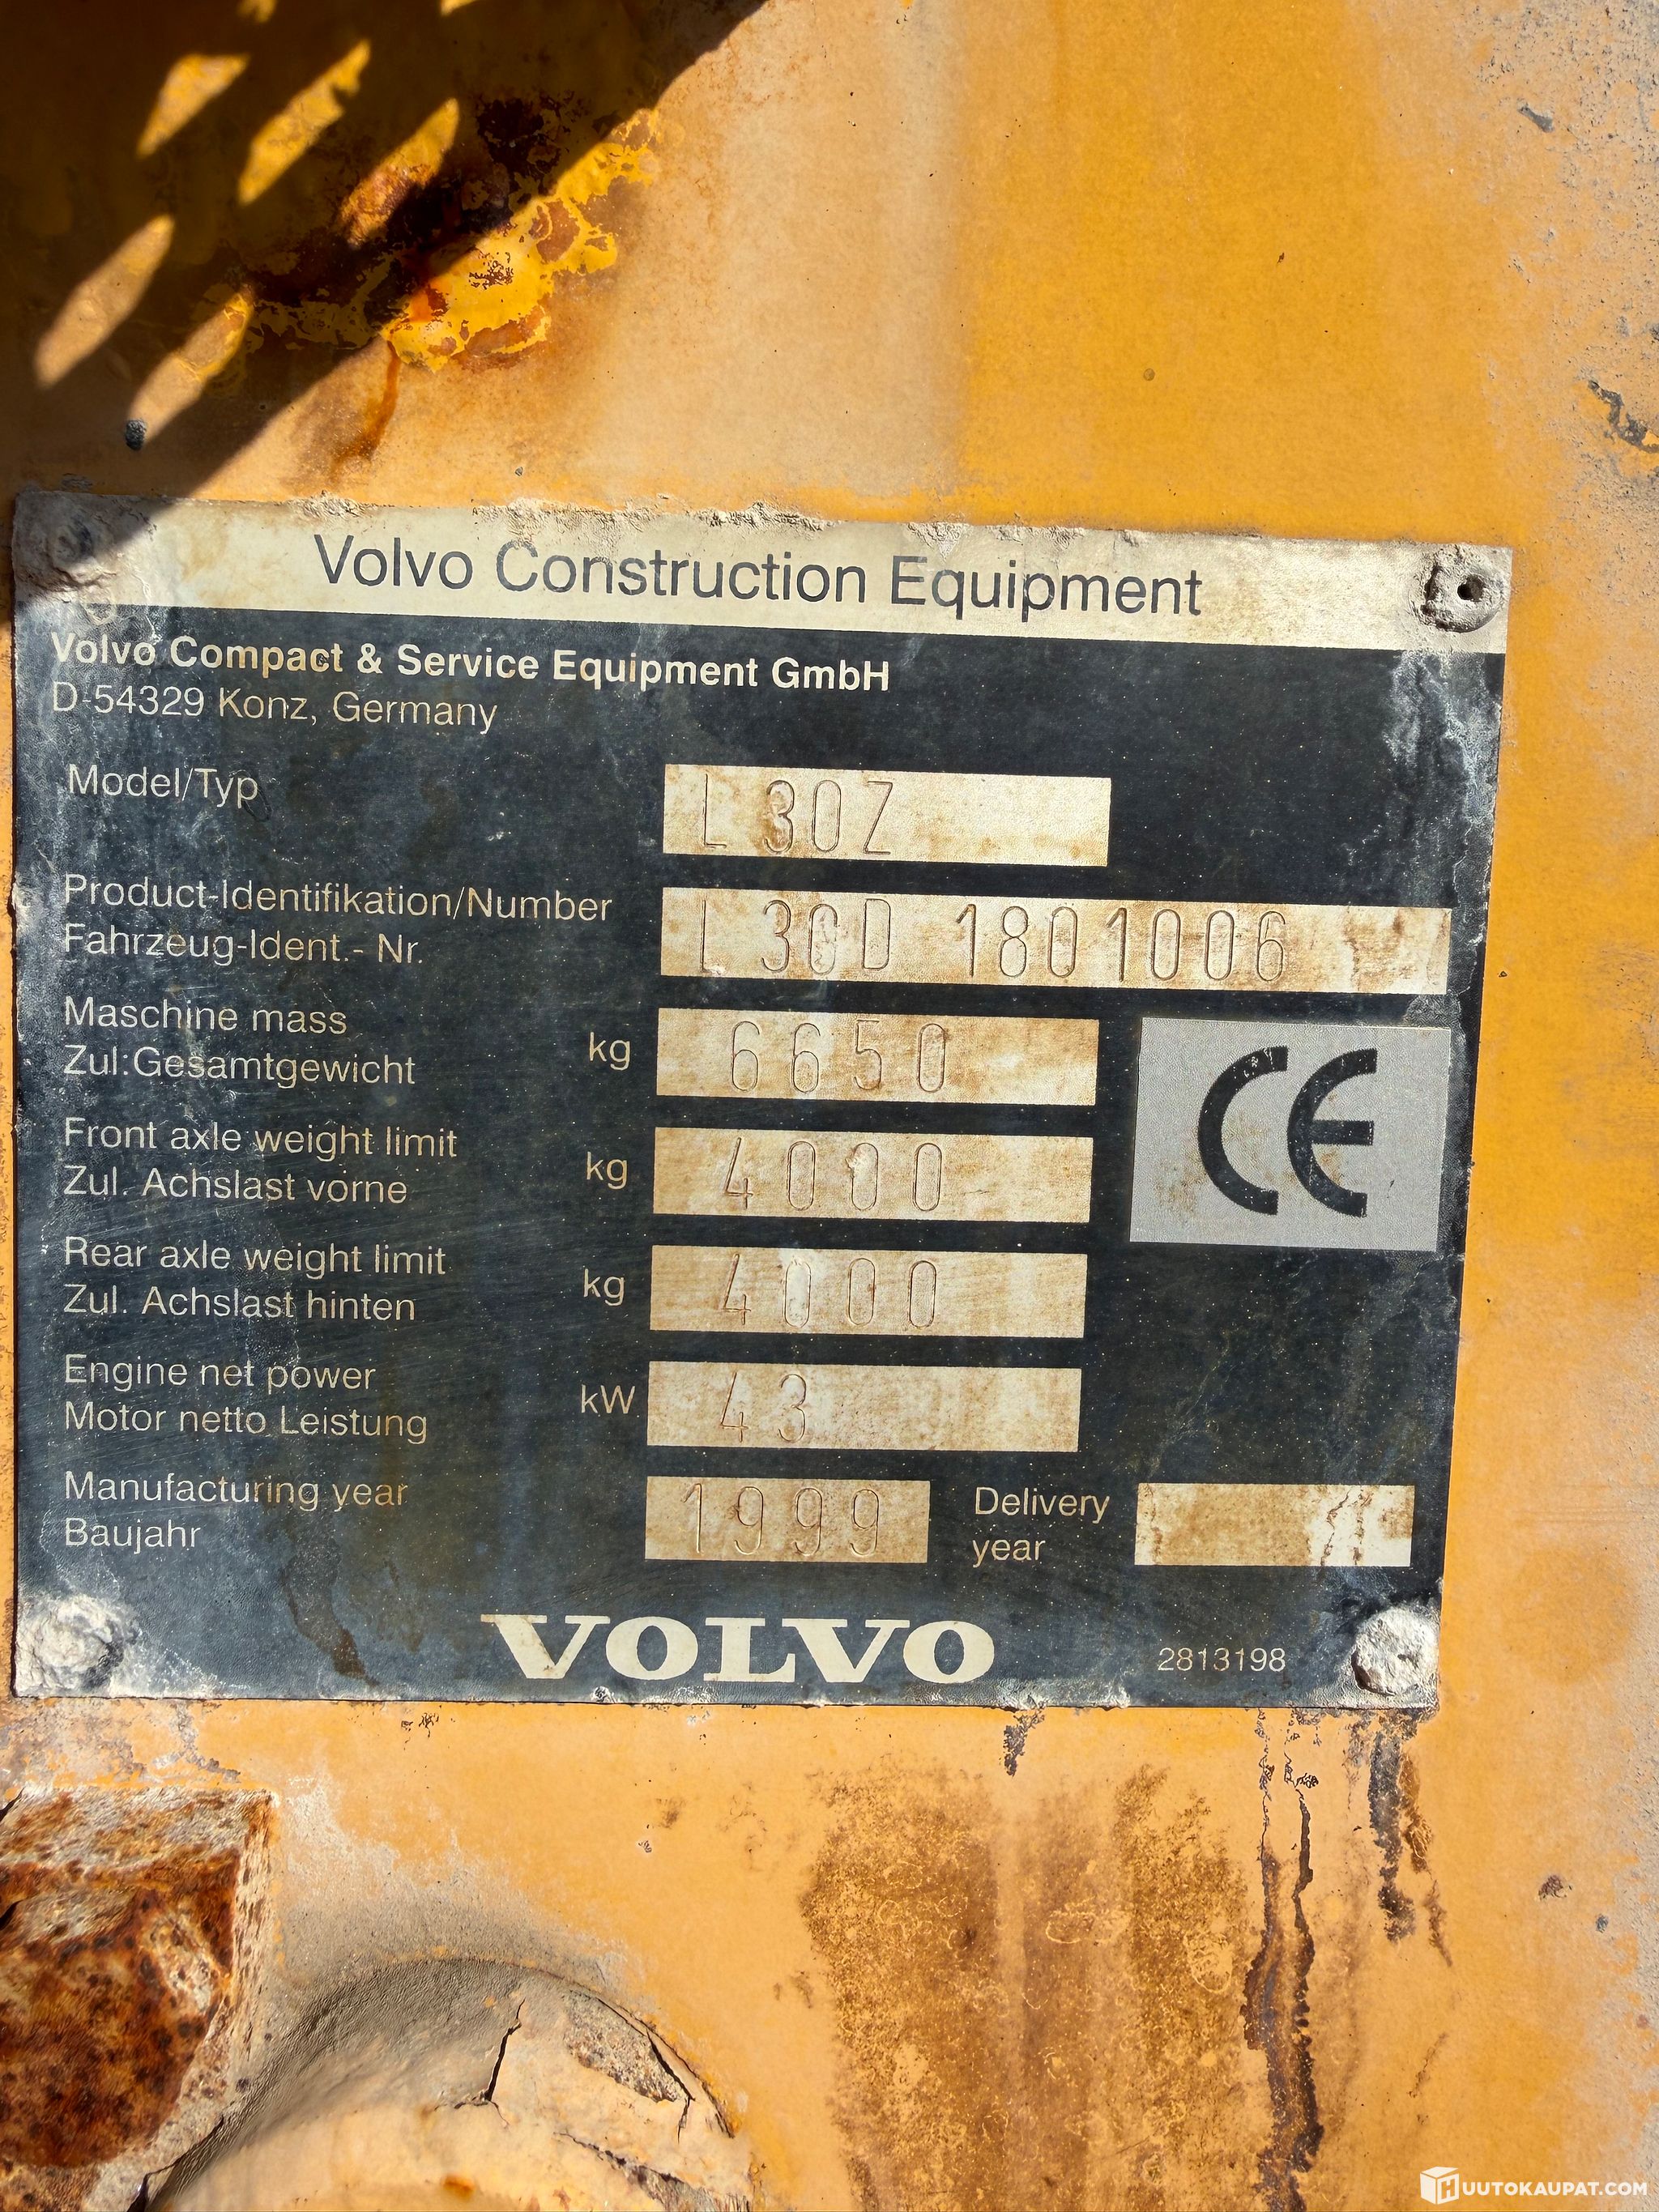 Volvo Construction Equipment
Volvo Compact & Service Equipment GmbH
D-54329 Konz, Germany
Model/Typ L 30Z
Product-Identifikation/Number
Fahrzeug-Ident.- Nr. L 30D 1801006
Maschine mass
Zul:Gesamtgewicht kg 6650
CE
Front axle weight limit
Zul. Achslast vorne kg 4000
Rear axle weight limit
Zul. Achslast hinten kg 4000
Engine net power
Motor netto Leistung kW 43
Manufacturing year
Baujahr 1999
Delivery
year
VOLVO
2813198
HUUTOKAUPAT.COM